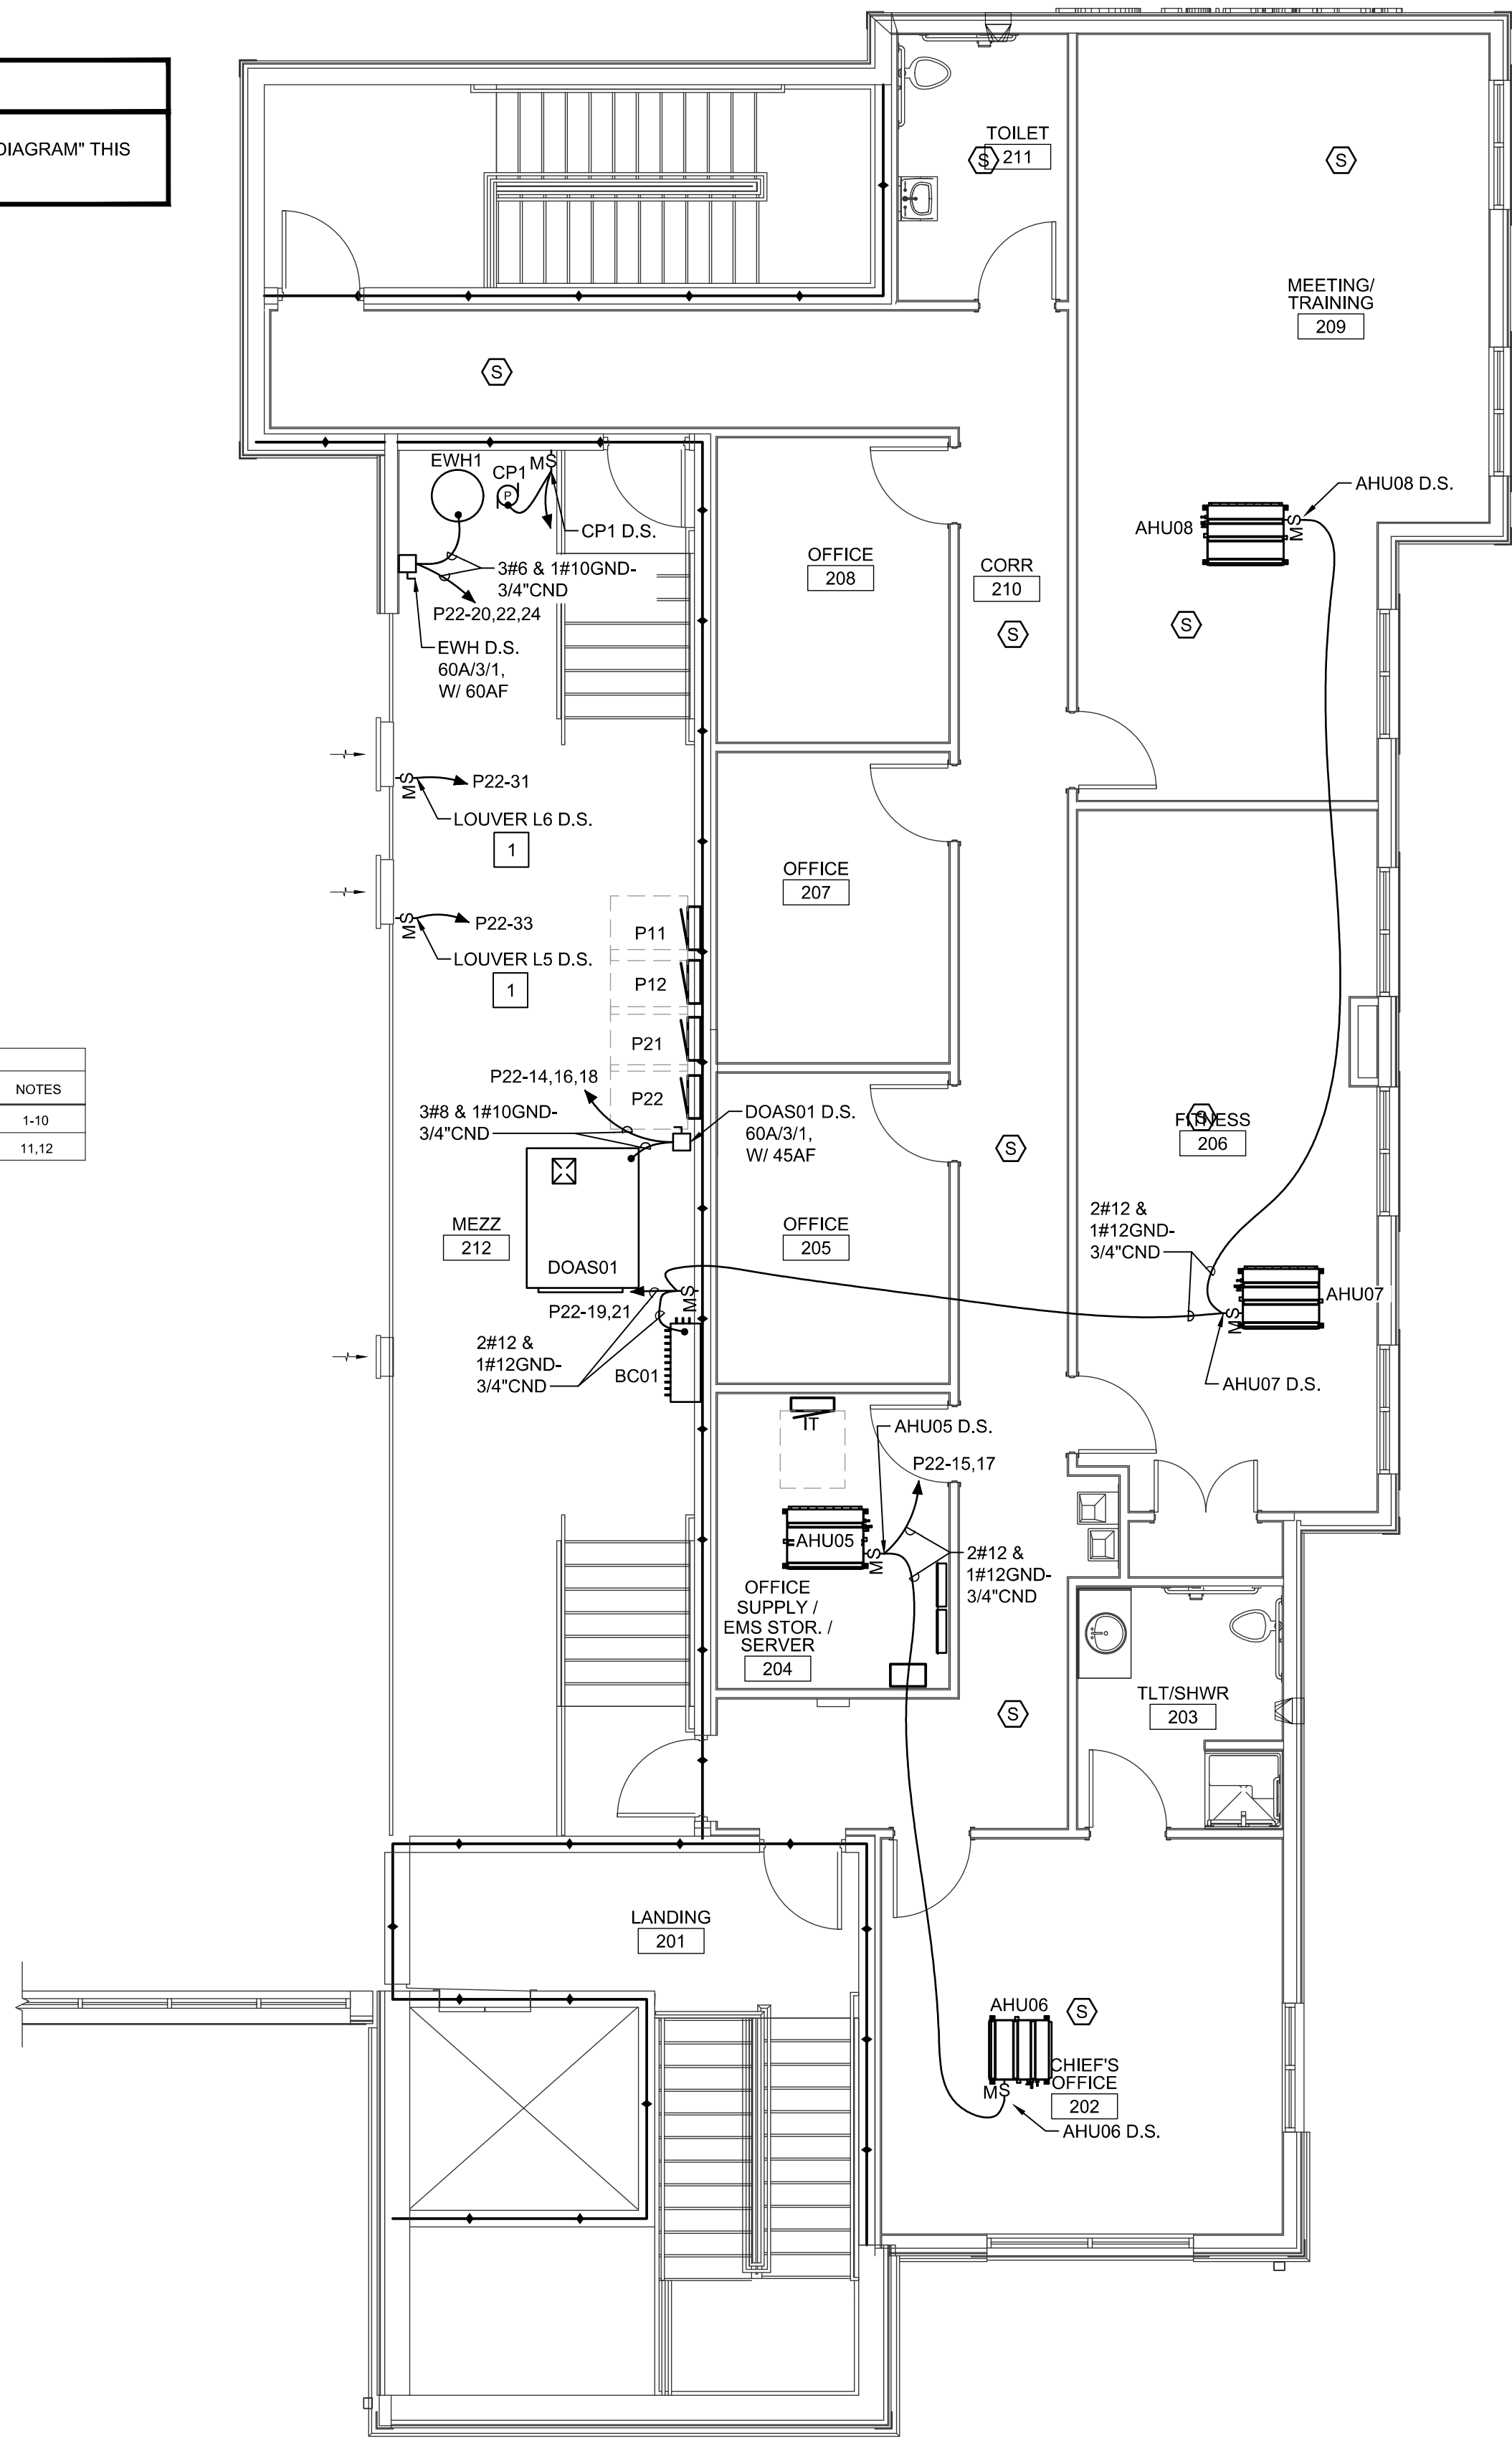 DIAGRAM" THIS
TOILET
211
S
S
MEETING/
TRAINING
209
S
EWH1
CP1
MS
P
CP1 D.S.
3#6 & 1#10GND-
3/4"CND
P22-20,22,24
EWH D.S.
60A/3/1,
W/ 60AF
OFFICE
208
CORR
210
S
S
AHU08
MS
AHU08 D.S.
MS
P22-31
LOUVER L6 D.S.
1
MS
P22-33
LOUVER L5 D.S.
1
OFFICE
207
P11
P12
P21
P22
NOTES
1-10
11,12
P22-14,16,18
3#8 & 1#10GND-
3/4"CND
DOAS01 D.S.
60A/3/1,
W/ 45AF
S
S
FITNESS
206
MEZZ
212
DOAS01
OFFICE
205
2#12 &
1#12GND-
3/4"CND
MS
P22-19,21
2#12 &
1#12GND-
3/4"CND
BC01
AHU07
MS
AHU07 D.S.
IT
AHU05 D.S.
P22-15,17
AHU05
MS
2#12 &
1#12GND-
3/4"CND
OFFICE
SUPPLY /
EMS STOR. /
SERVER
204
TLT/SHWR
203
S
LANDING
201
AHU06
S
CHIEF'S
OFFICE
202
MS
AHU06 D.S.